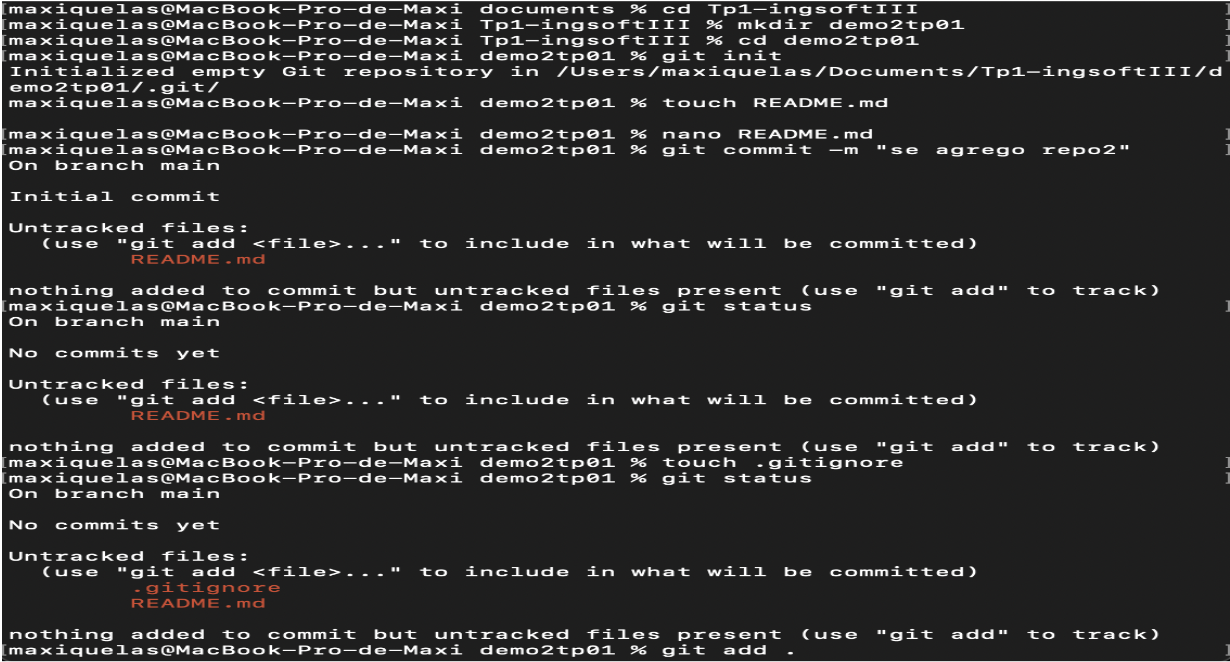 [maxiquelas@MacBook-Pro-de-Maxi documents % cd Tp1-ingsoftIII ]
[maxiquelas@MacBook-Pro-de-Maxi Tp1-ingsoftIII % mkdir demo2tp01 ]
[maxiquelas@MacBook-Pro-de-Maxi Tp1-ingsoftIII % cd demo2tp01 ]
[maxiquelas@MacBook-Pro-de-Maxi demo2tp01 % git init ]
Initialized empty Git repository in /Users/maxiquelas/Documents/Tp1-ingsoftIII/d
emo2tp01/.git/
maxiquelas@MacBook-Pro-de-Maxi demo2tp01 % touch README.md
[maxiquelas@MacBook-Pro-de-Maxi demo2tp01 % nano README.md ]
[maxiquelas@MacBook-Pro-de-Maxi demo2tp01 % git commit -m "se agrego repo2" ]
On branch main
Initial commit
Untracked files:
(use "git add <file>..." to include in what will be committed)
README.md
nothing added to commit but untracked files present (use "git add" to track)
[maxiquelas@MacBook-Pro-de-Maxi demo2tp01 % git status ]
On branch main
No commits yet
Untracked files:
(use "git add <file>..." to include in what will be committed)
README.md
nothing added to commit but untracked files present (use "git add" to track)
[maxiquelas@MacBook-Pro-de-Maxi demo2tp01 % touch .gitignore ]
[maxiquelas@MacBook-Pro-de-Maxi demo2tp01 % git status ]
On branch main
No commits yet
Untracked files:
(use "git add <file>..." to include in what will be committed)
.gitignore
README.md
nothing added to commit but untracked files present (use "git add" to track)
[maxiquelas@MacBook-Pro-de-Maxi demo2tp01 % git add . ]